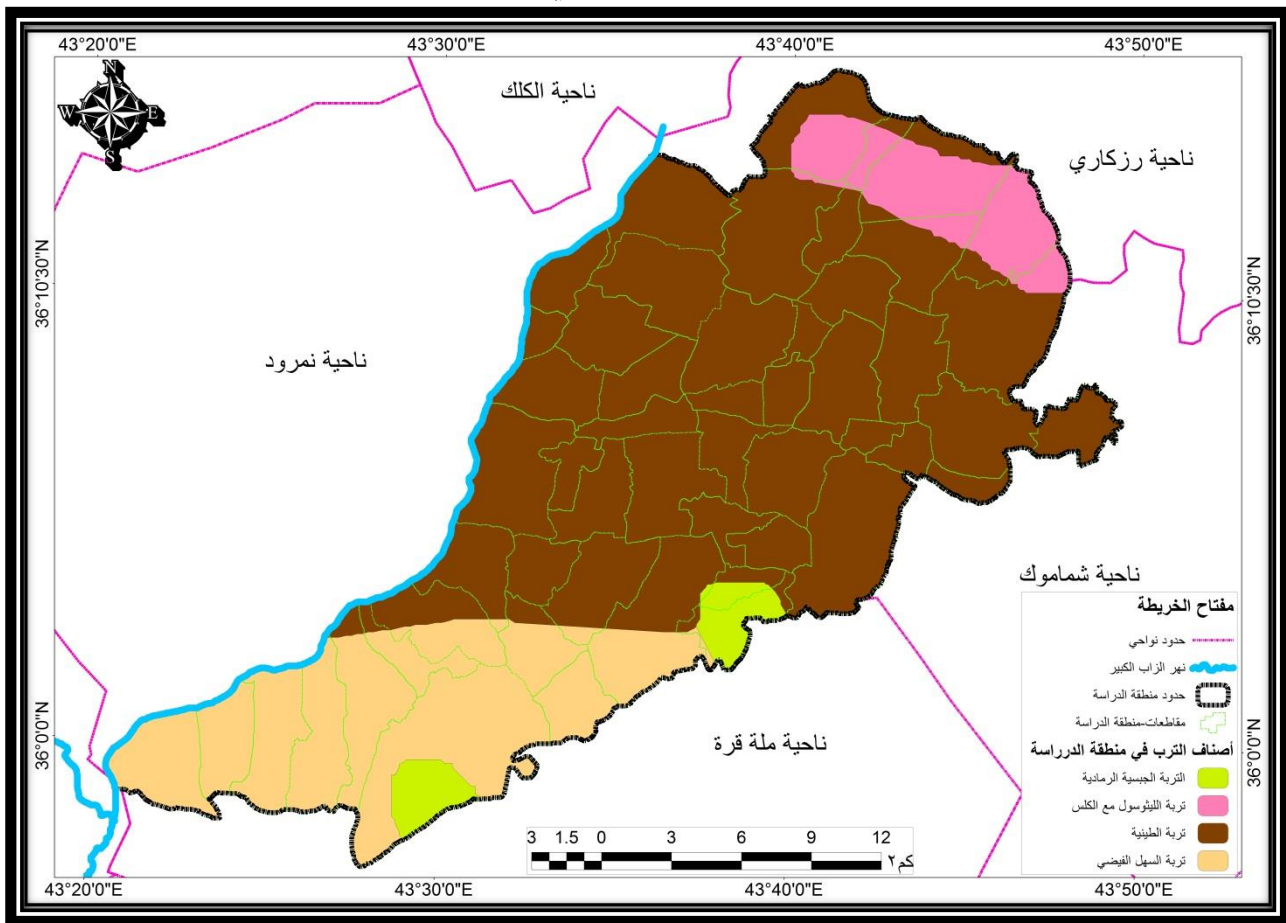 43°20'0"E 43°30'0"E 43°40'0"E 43°50'0"E
N
W E
S
ناحية الكلك
ناحية رزكاري
36°10'30"N
36°10'30"N
ناحية نمرود
ناحية شماموك
مفتاح الخريطة
حدود نواحي
نهر الزاب الكبير
حدود منطقة الدراسة
مقاطعات-منطقة الدراسة
أصناف الترب في منطقة الدرراسة
التربة الجبسية الرمادية
تربة الليثوسول مع الكلس
تربة الطينية
تربة السهل الفيضي
ناحية ملة قرة
36°0'0"N
36°0'0"N
3 1.5 0 3 6 9 12
كم٢
43°20'0"E 43°30'0"E 43°40'0"E 43°50'0"E